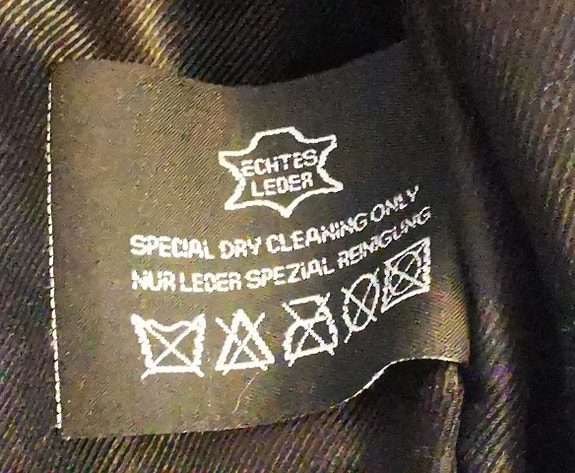 ECHTES
LEDER
SPECIAL DRY CLEANING ONLY
NUR LEDER SPEZIAL REINIGUNG